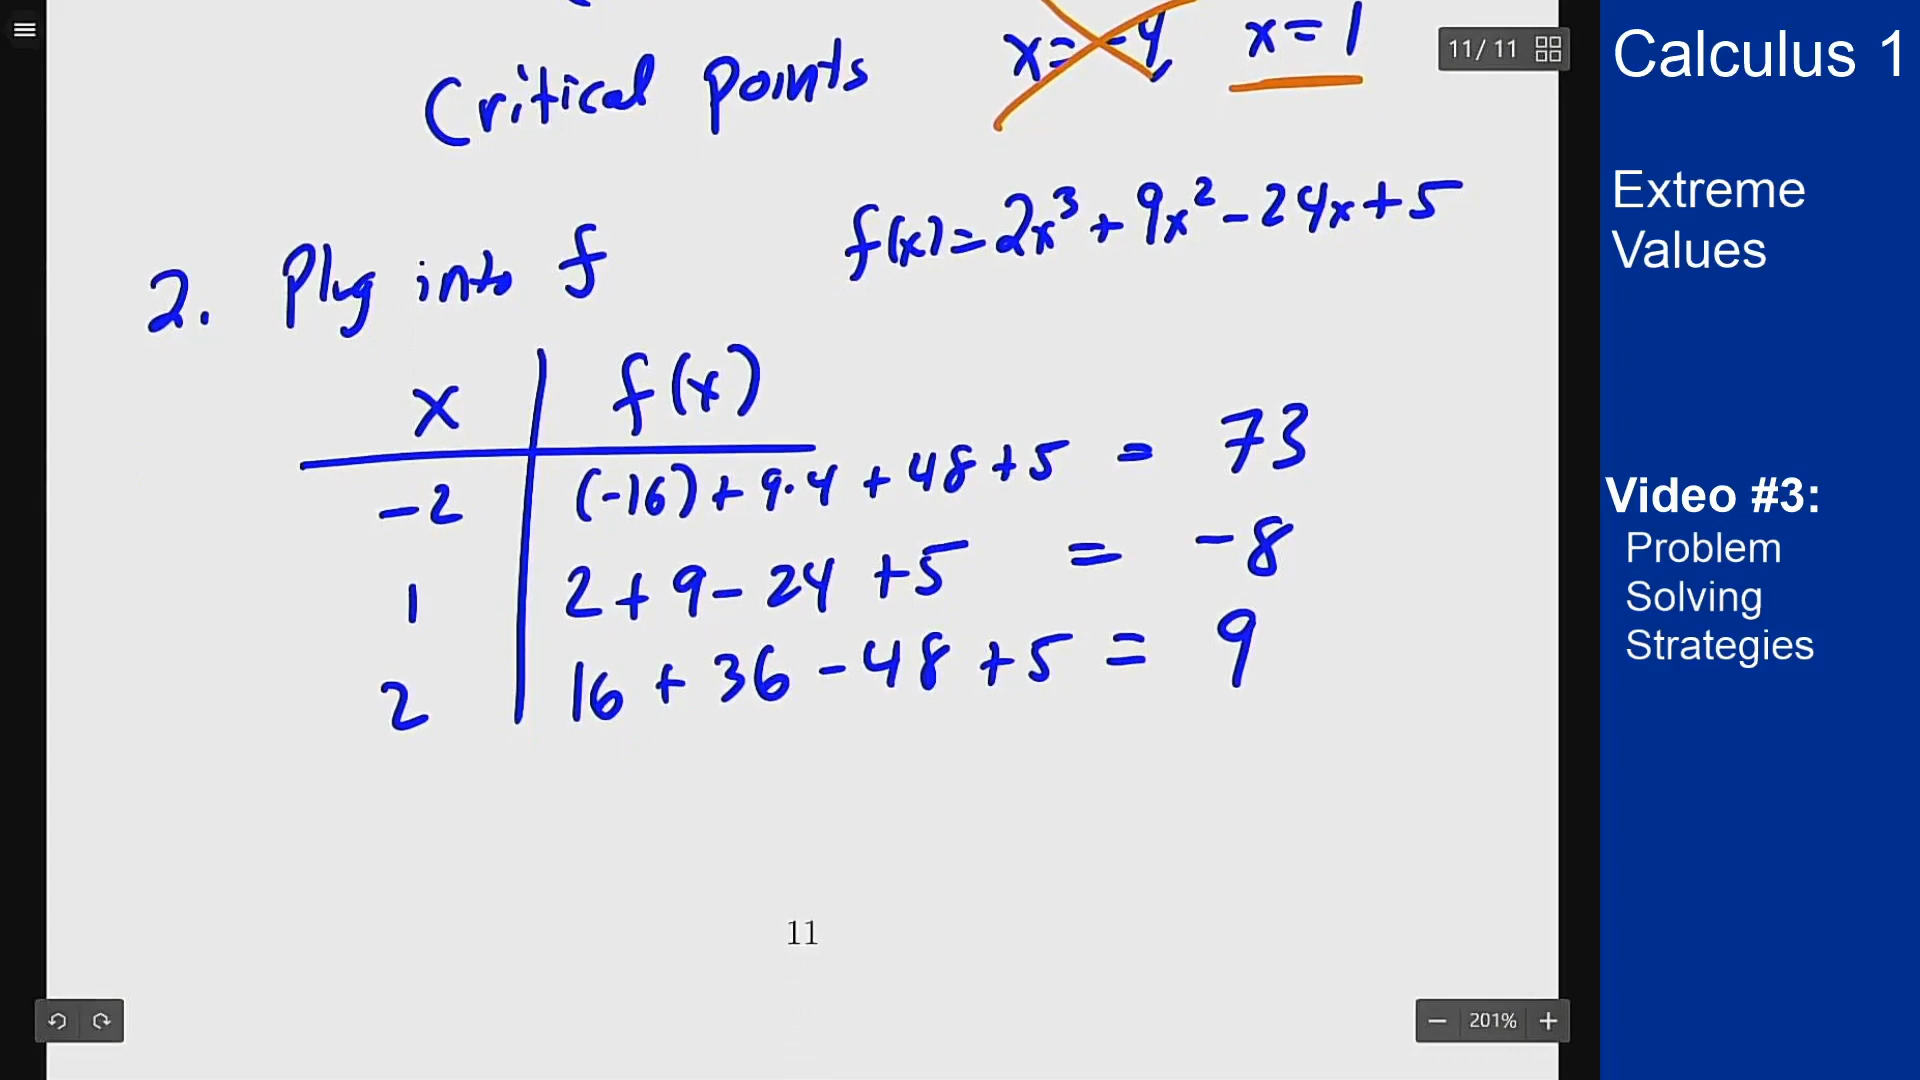 x=-4, x=1
Critical points
2. Plug into f
f(x)=2x³+9x²-24x+5
x | f(x)
-2 | (-16)+9·4+48+5 = 73
1 | 2+9-24+5 = -8
2 | 16+36-48+5 = 9
11
11/11
201%
Calculus 1
Extreme
Values
Video #3:
Problem
Solving
Strategies